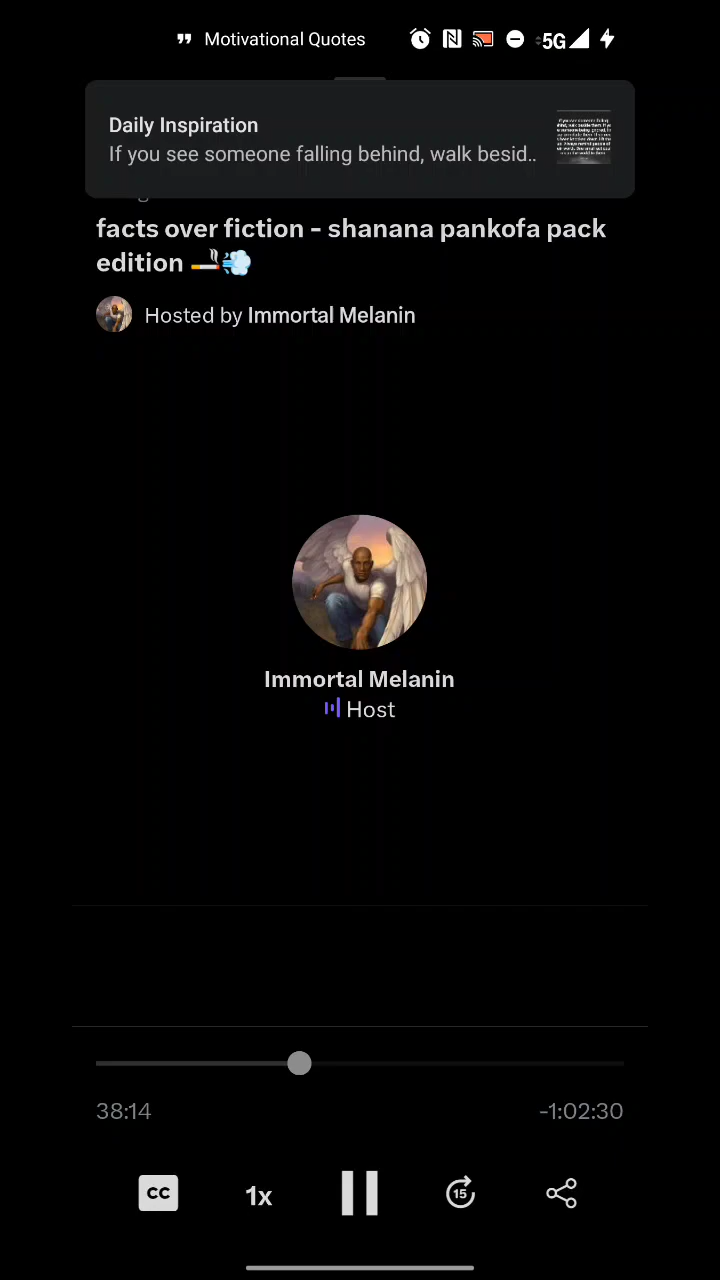 Motivational Quotes
5G
Daily Inspiration
If you see someone falling behind, walk besid..
facts over fiction - shanana pankofa pack
edition 🚬💨
Hosted by Immortal Melanin
Immortal Melanin
Host
38:14
-1:02:30
CC
1x
15